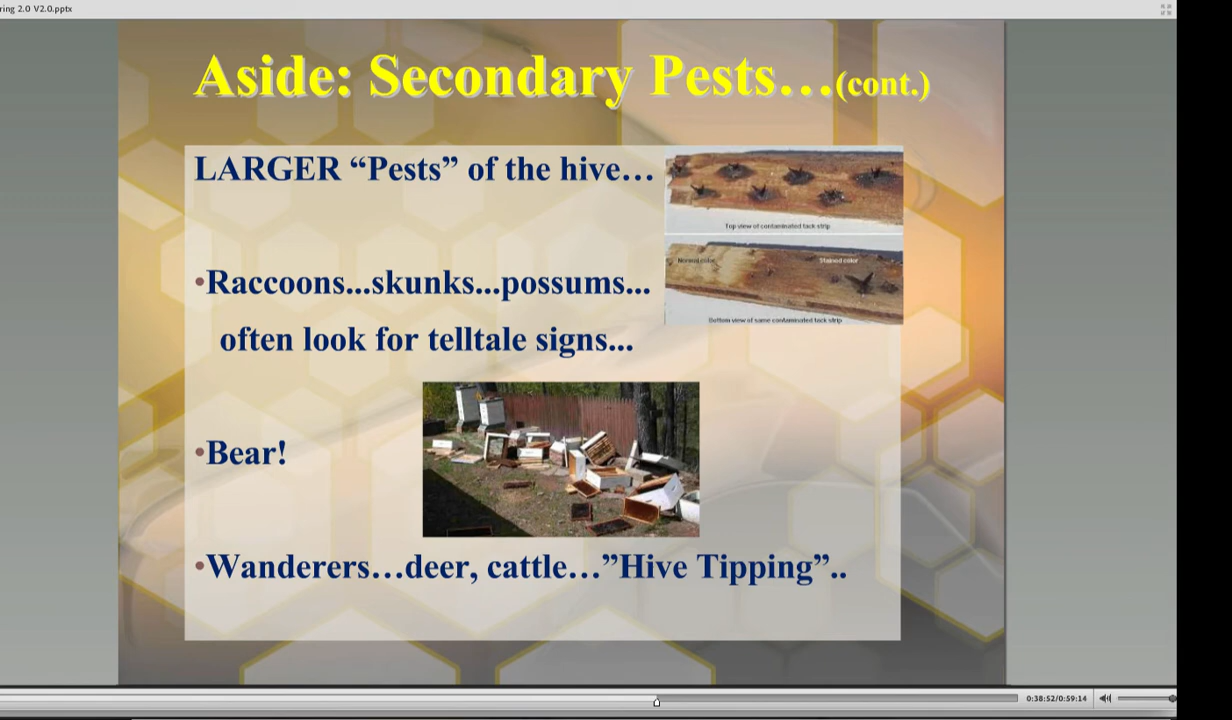 ring 2.0 V2.0.pptx
Aside: Secondary Pests…(cont.)
LARGER “Pests” of the hive…
Top view of contaminated tack strip
Normal color
Stained color
Bottom view of same contaminated tack strip
•Raccoons...skunks...possums...
often look for telltale signs...
•Bear!
•Wanderers…deer, cattle…”Hive Tipping”..
0:38:52/0:59:14